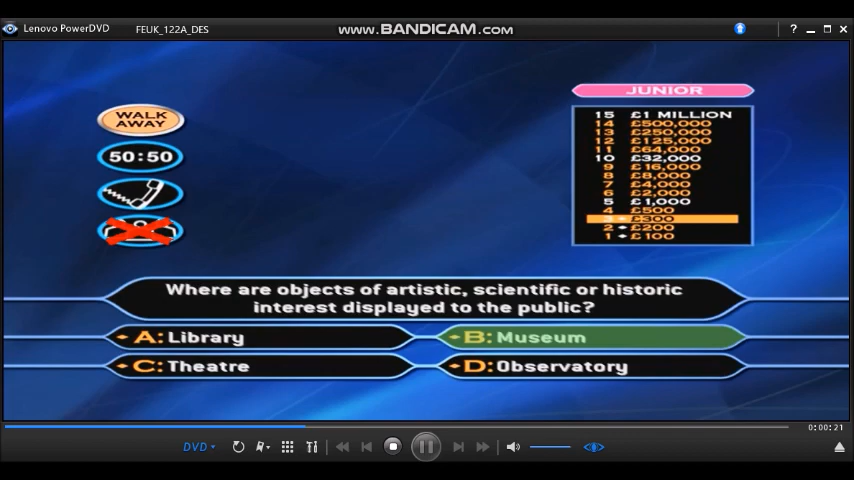 Lenovo PowerDVD
FEUK_122A_DES
www.BANDICAM.com
?
WALK
AWAY
50:50
JUNIOR
15 £1 MILLION
14 £500,000
13 £250,000
12 £125,000
11 £64,000
10 £32,000
9 £16,000
8 £8,000
7 £4,000
6 £2,000
5 £1,000
4 £500
3 £300
2 £200
1 £100
Where are objects of artistic, scientific or historic
interest displayed to the public?
A: Library
B: Museum
C: Theatre
D: Observatory
0:00:21
DVD